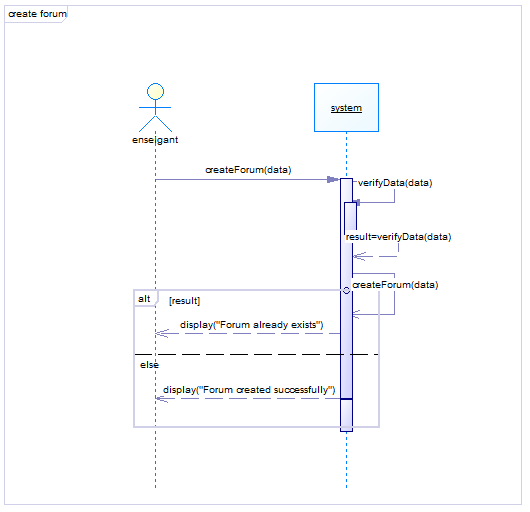 create forum
system
enseigant
createForum(data)
verifyData(data)
result=verifyData(data)
createForum(data)
alt
[result]
display("Forum already exists")
else
display("Forum created successfully")